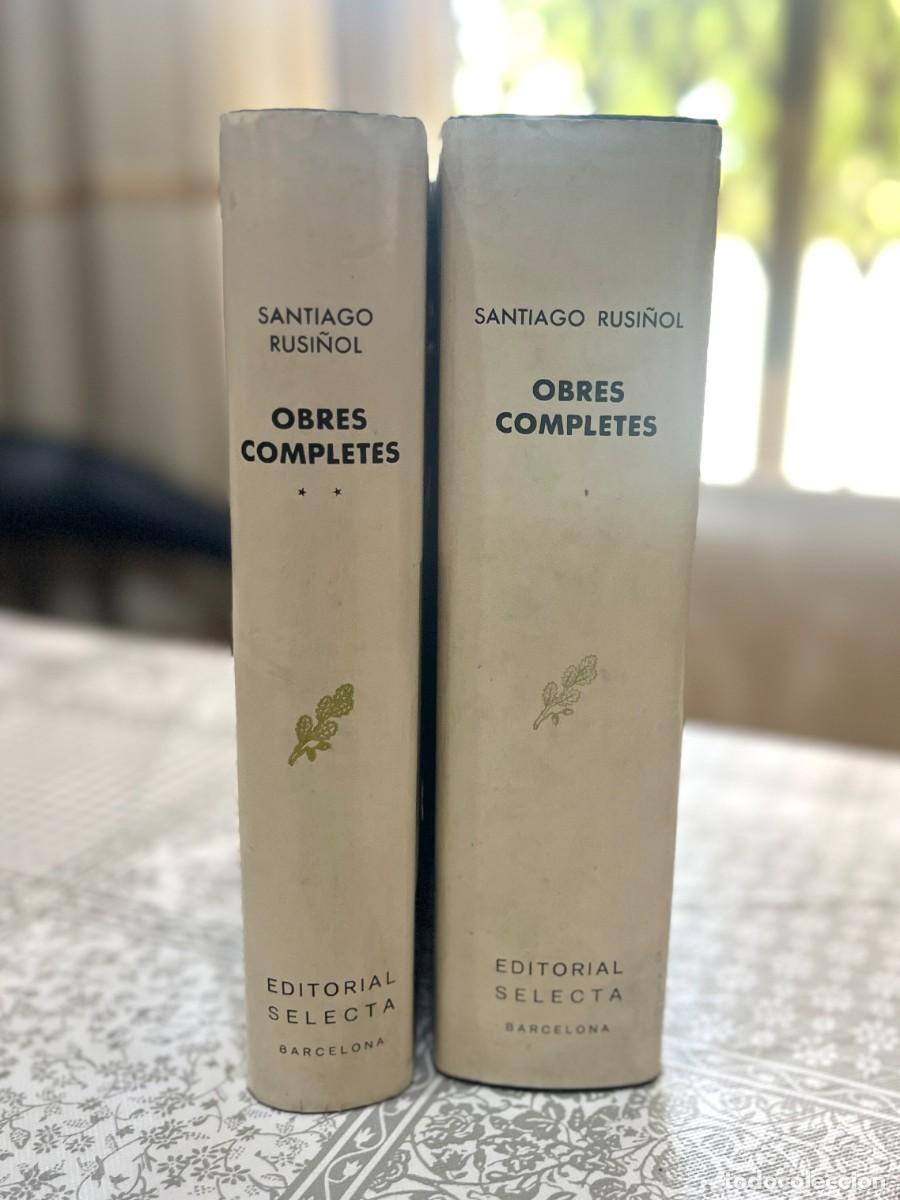 SANTIAGO
RUSIÑOL
OBRES
COMPLETES
* *
EDITORIAL
SELECTA
BARCELONA
SANTIAGO RUSIÑOL
OBRES
COMPLETES
EDITORIAL
SELECTA
BARCELONA
todocoleccion